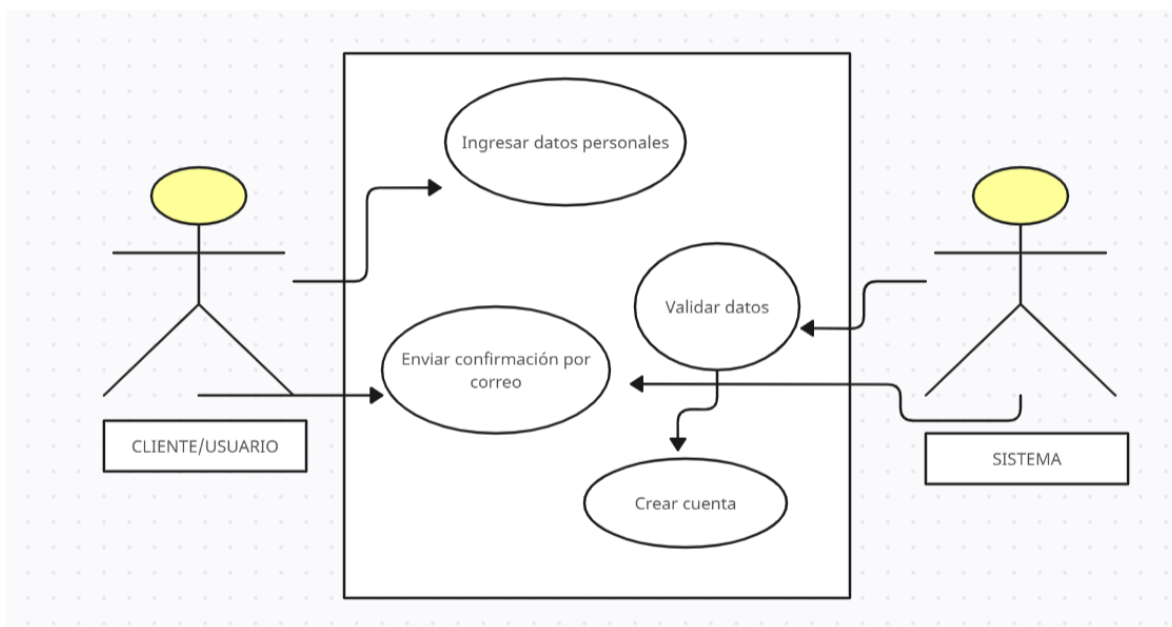 Ingresar datos personales
Validar datos
Enviar confirmación por
correo
CLIENTE/USUARIO
SISTEMA
Crear cuenta